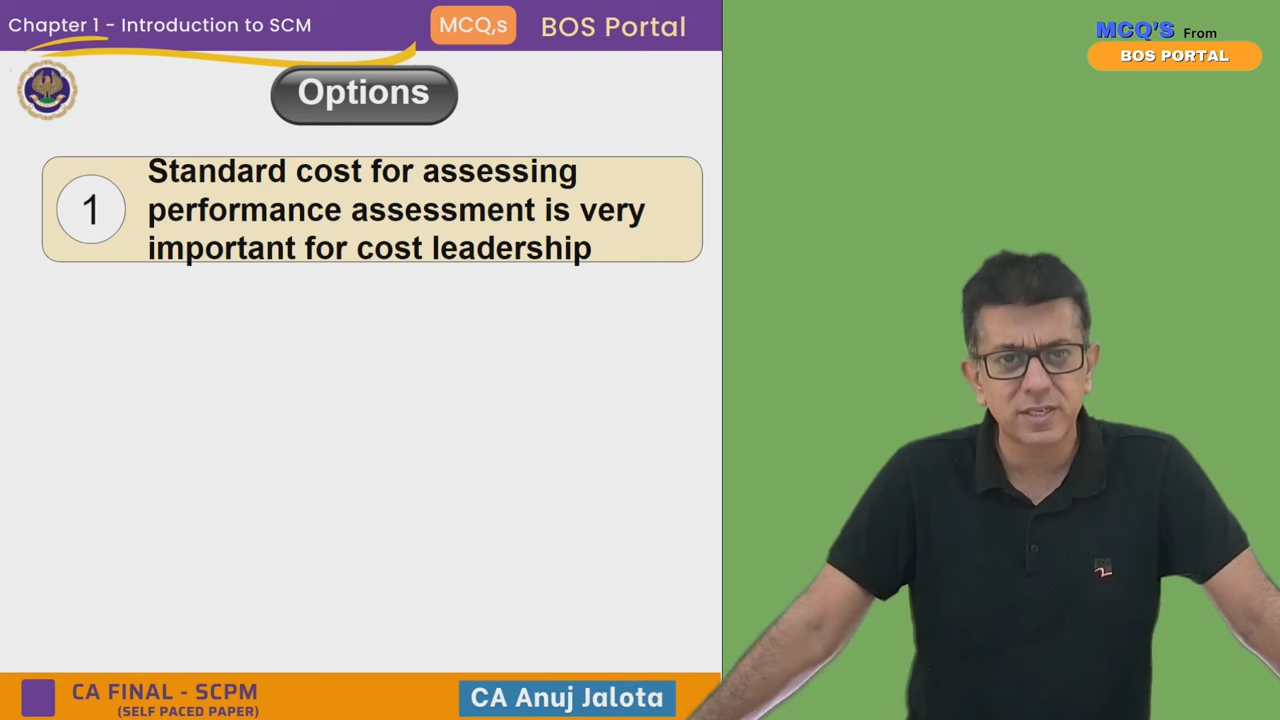 Chapter 1 - Introduction to SCM
MCQ,s
BOS Portal
MCQ'S From
BOS PORTAL
Options
1
Standard cost for assessing
performance assessment is very
important for cost leadership
CA FINAL - SCPM
(SELF PACED PAPER)
CA Anuj Jalota